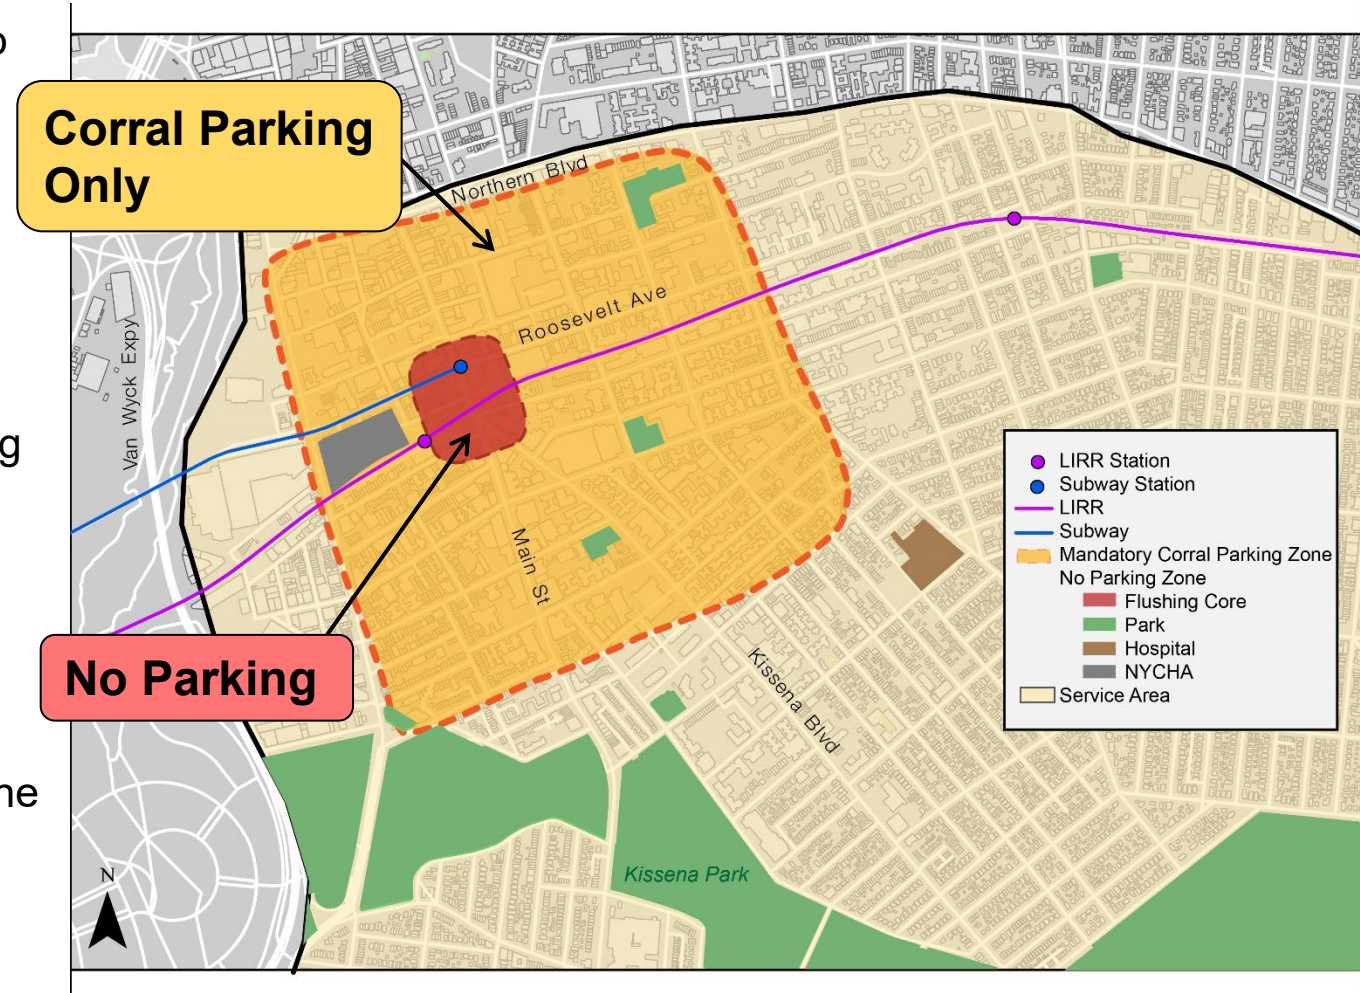 o
Corral Parking
Only
Northern Blvd
Roosevelt Ave
Van Wyck Expy
g
Main St
LIRR Station
Subway Station
LIRR
Subway
Mandatory Corral Parking Zone
No Parking Zone
Flushing Core
Park
Hospital
NYCHA
Service Area
No Parking
Kissena Blvd
ne
N
Kissena Park